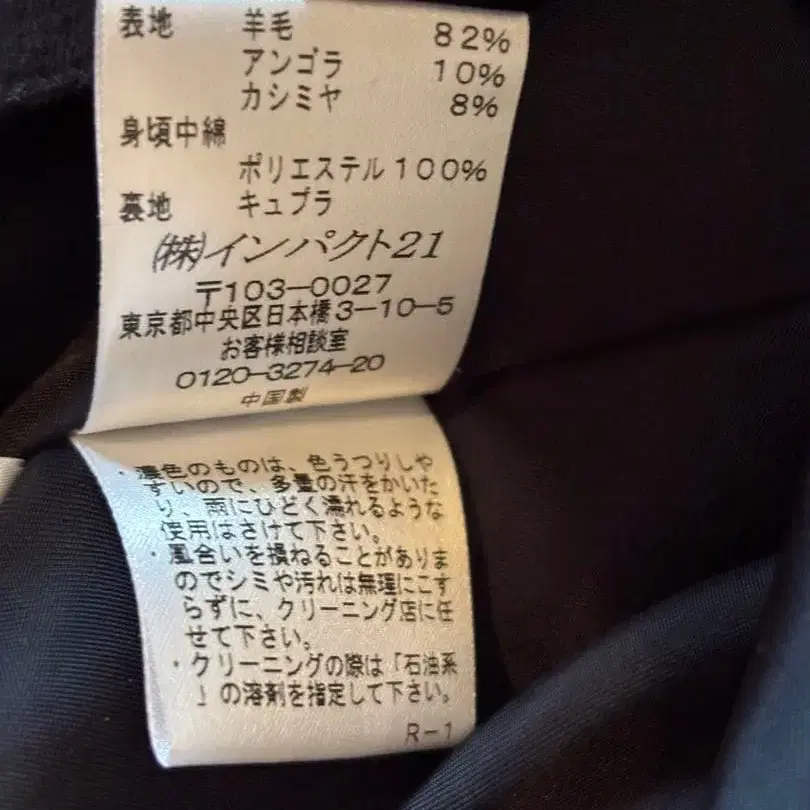 表地 羊毛 82%
アンゴラ 10%
カシミヤ 8%
身頃中綿
ポリエステル100%
裏地 キュプラ
㈱インパクト21
〒103-0027
東京都中央区日本橋3-10-5
お客様相談室
0120-3274-20
中国製
・濃色のものは、色うつりしや
すいので、多量の汗をかいた
り、雨にひどく濡れるような
使用はさけて下さい。
・風合いを損ねることがありま
のでシミや汚れは無理にこす
らずに、クリーニング店に任
せて下さい。
・クリーニングの際は「石油系
」の溶剤を指定して下さい。
R-1